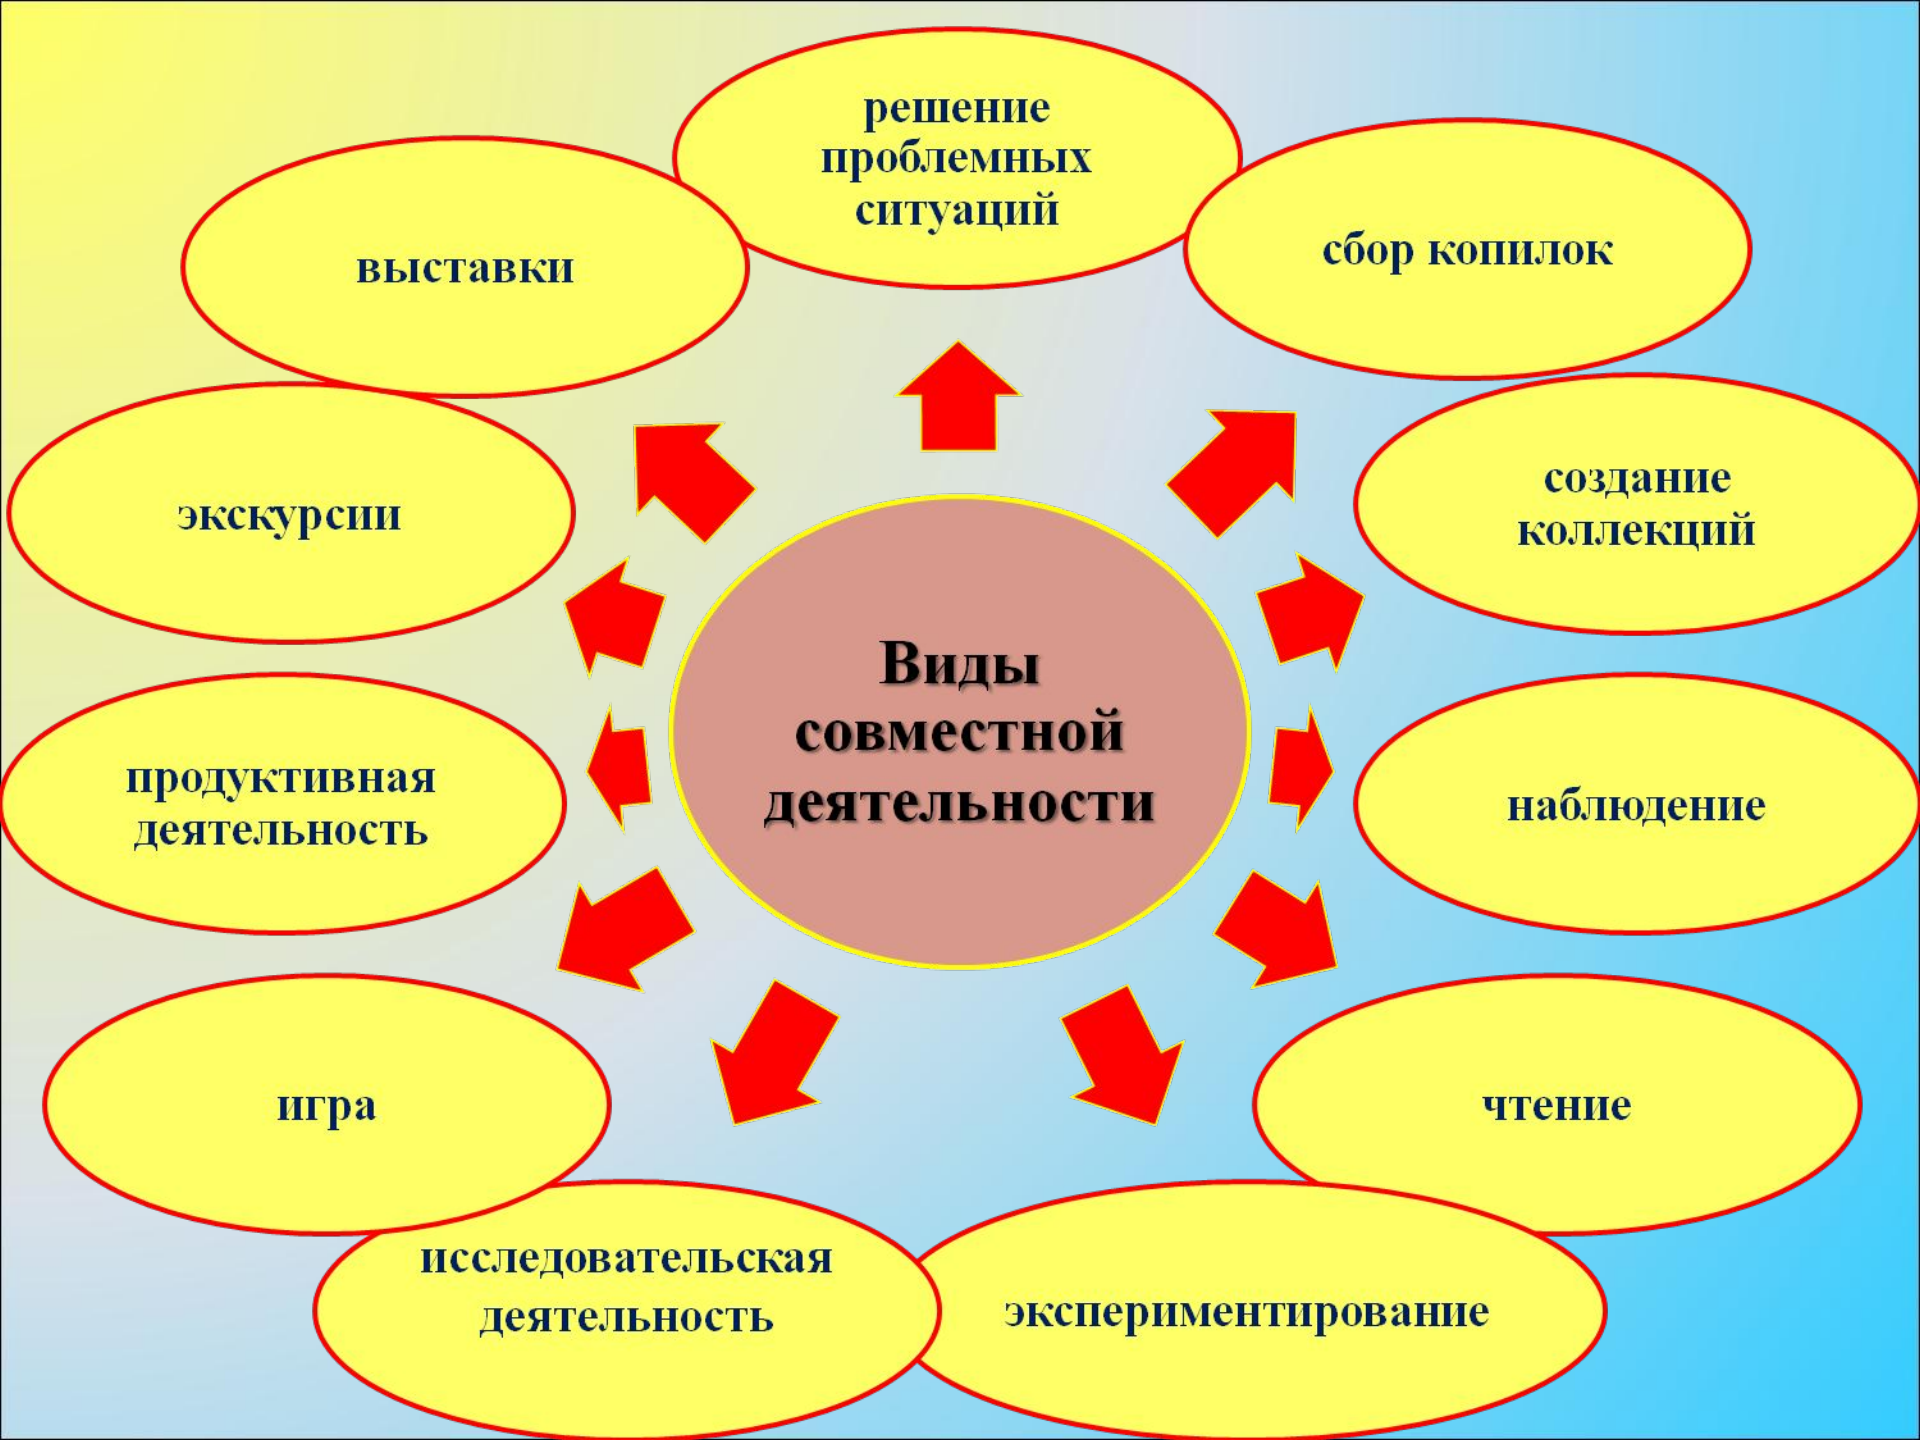 решение
проблемных
ситуаций
выставки
сбор копилок
экскурсии
создание
коллекций
Виды
совместной
деятельности
продуктивная
деятельность
наблюдение
игра
чтение
исследовательская
деятельность
экспериментирование